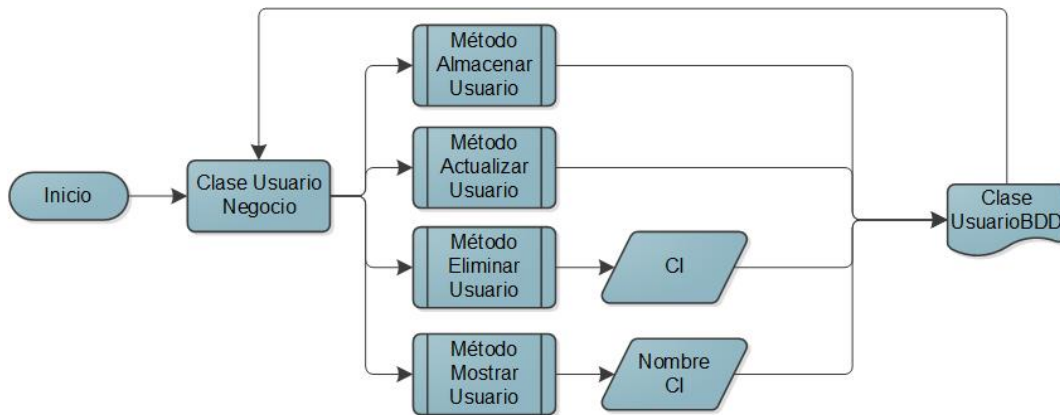 Método
Almacenar
Usuario
Método
Actualizar
Usuario
Inicio
Clase Usuario
Negocio
Clase
UsuarioBDD
Método
Eliminar
Usuario
CI
Método
Mostrar
Usuario
Nombre
CI